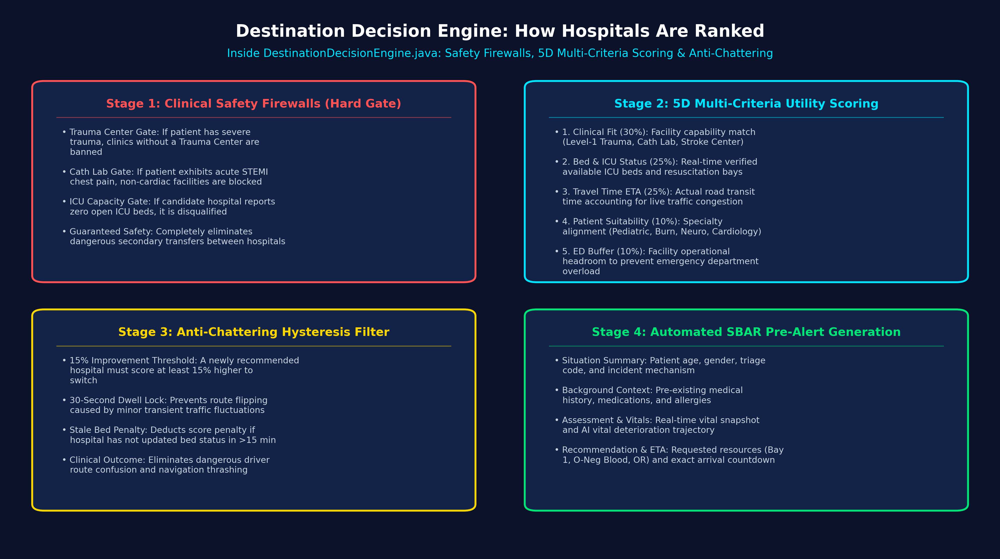 Destination Decision Engine: How Hospitals Are Ranked
Inside DestinationDecisionEngine.java: Safety Firewalls, 5D Multi-Criteria Scoring & Anti-Chattering
Stage 1: Clinical Safety Firewalls (Hard Gate)
• Trauma Center Gate: If patient has severe
trauma, clinics without a Trauma Center are
banned
• Cath Lab Gate: If patient exhibits acute STEMI
chest pain, non-cardiac facilities are blocked
• ICU Capacity Gate: If candidate hospital reports
zero open ICU beds, it is disqualified
• Guaranteed Safety: Completely eliminates
dangerous secondary transfers between hospitals
Stage 2: 5D Multi-Criteria Utility Scoring
• 1. Clinical Fit (30%): Facility capability match
(Level-1 Trauma, Cath Lab, Stroke Center)
• 2. Bed & ICU Status (25%): Real-time verified
available ICU beds and resuscitation bays
• 3. Travel Time ETA (25%): Actual road transit
time accounting for live traffic congestion
• 4. Patient Suitability (10%): Specialty
alignment (Pediatric, Burn, Neuro, Cardiology)
• 5. ED Buffer (10%): Facility operational
headroom to prevent emergency department
overload
Stage 3: Anti-Chattering Hysteresis Filter
• 15% Improvement Threshold: A newly recommended
hospital must score at least 15% higher to
switch
• 30-Second Dwell Lock: Prevents route flipping
caused by minor transient traffic fluctuations
• Stale Bed Penalty: Deducts score penalty if
hospital has not updated bed status in >15 min
• Clinical Outcome: Eliminates dangerous driver
route confusion and navigation thrashing
Stage 4: Automated SBAR Pre-Alert Generation
• Situation Summary: Patient age, gender, triage
code, and incident mechanism
• Background Context: Pre-existing medical
history, medications, and allergies
• Assessment & Vitals: Real-time vital snapshot
and AI vital deterioration trajectory
• Recommendation & ETA: Requested resources (Bay
1, O-Neg Blood, OR) and exact arrival countdown